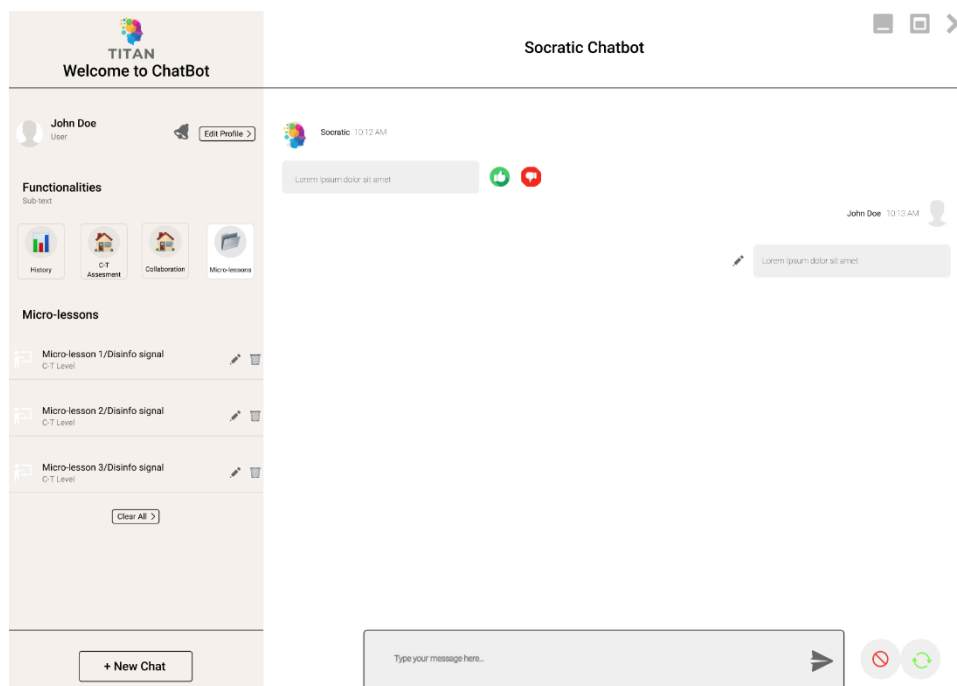 TITAN
Welcome to ChatBot
Socratic Chatbot
John Doe
User
Edit Profile >
Functionalities
Sub-text
History
C-T
Assesment
Collaboration
Micro-lessons
Micro-lessons
Micro-lesson 1/Disinfo signal
C-T Level
Micro-lesson 2/Disinfo signal
C-T Level
Micro-lesson 3/Disinfo signal
C-T Level
Clear All >
+ New Chat
Socratic 10:12 AM
Lorem ipsum dolor sit amet
John Doe 10:13 AM
Lorem ipsum dolor sit amet
Type your message here...